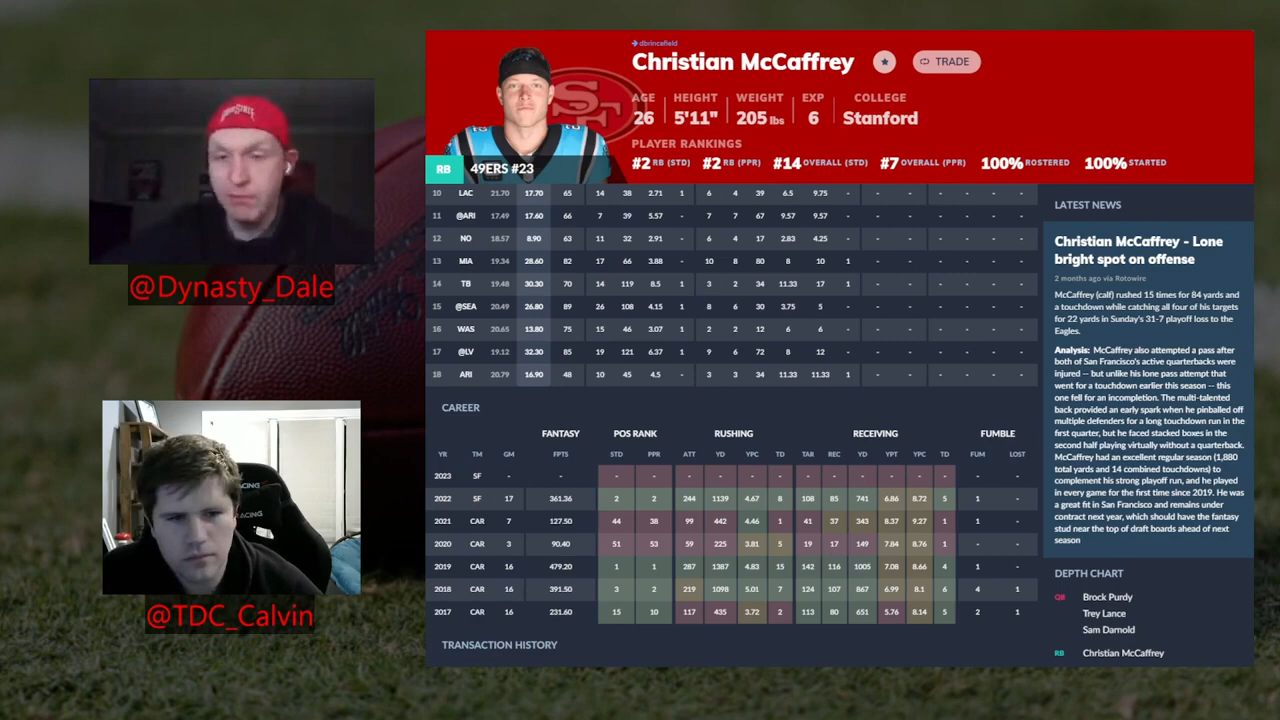 dbrincefield
Christian McCaffrey
TRADE
AGE HEIGHT WEIGHT EXP COLLEGE
26 5'11" 205 lbs 6 Stanford
PLAYER RANKINGS
#2 RB (STD) #2 RB (PPR) #14 OVERALL (STD) #7 OVERALL (PPR) 100% ROSTERED 100% STARTED
RB 49ERS #23
10 LAC 21.70 17.70 65 14 38 2.71 1 6 4 39 6.5 9.75 - - - - - - -
11 @ARI 17.49 17.60 66 7 39 5.57 - 7 7 67 9.57 9.57 - - - - - - -
12 NO 18.57 8.90 63 11 32 2.91 - 6 4 17 2.83 4.25 - - - - - - -
13 MIA 19.34 28.60 82 17 66 3.88 - 10 8 80 8 10 1 - - - - - -
14 TB 19.48 30.30 70 14 119 8.5 1 3 2 34 11.33 17 1 - - - - - -
15 @SEA 20.49 26.80 89 26 108 4.15 1 8 6 30 3.75 5 - - - - - - -
16 WAS 20.65 13.80 75 15 46 3.07 1 2 2 12 6 6 - - - - - - -
17 @LV 19.12 32.30 85 19 121 6.37 1 9 6 72 8 12 - - - - - - -
18 ARI 20.79 16.90 48 10 45 4.5 - 3 3 34 11.33 11.33 1 - - - - - -
CAREER
FANTASY POS RANK RUSHING RECEIVING FUMBLE
YR TM GM FPTS STD PPR ATT YD YPC TD TAR REC YD YPT YPC TD FUM LOST
2023 SF - - - - - - - - - - - - - - - -
2022 SF 17 361.36 2 2 244 1139 4.67 8 108 85 741 6.86 8.72 5 1 -
2021 CAR 7 127.50 44 38 99 442 4.46 1 41 37 343 8.37 9.27 1 1 -
2020 CAR 3 90.40 51 53 59 225 3.81 5 19 17 149 7.84 8.76 1 - -
2019 CAR 16 479.20 1 1 287 1387 4.83 15 142 116 1005 7.08 8.66 4 1 -
2018 CAR 16 391.50 3 2 219 1098 5.01 7 124 107 867 6.99 8.1 6 4 1
2017 CAR 16 231.60 15 10 117 435 3.72 2 113 80 651 5.76 8.14 5 2 1
TRANSACTION HISTORY
LATEST NEWS
Christian McCaffrey - Lone
bright spot on offense
2 months ago via Rotowire
McCaffrey (calf) rushed 15 times for 84 yards and
a touchdown while catching all four of his targets
for 22 yards in Sunday's 31-7 playoff loss to the
Eagles.
Analysis: McCaffrey also attempted a pass after
both of San Francisco's active quarterbacks were
injured -- but unlike his lone pass attempt that
went for a touchdown earlier this season -- this
one fell for an incompletion. The multi-talented
back provided an early spark when he pinballed off
multiple defenders for a long touchdown run in the
first quarter, but he faced stacked boxes in the
second half playing virtually without a quarterback.
McCaffrey had an excellent regular season (1,880
total yards and 14 combined touchdowns) to
complement his strong playoff run, and he played
in every game for the first time since 2019. He was
a great fit in San Francisco and remains under
contract next year, which should have the fantasy
stud near the top of draft boards ahead of next
season
DEPTH CHART
QB Brock Purdy
Trey Lance
Sam Darnold
RB Christian McCaffrey
@Dynasty_Dale
@TDC_Calvin